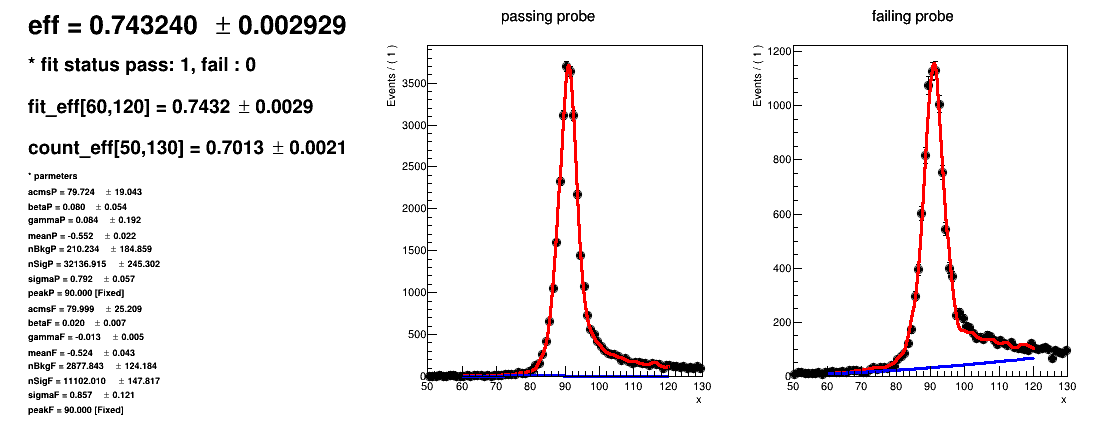 eff = 0.743240 ± 0.002929
* fit status pass: 1, fail : 0
fit_eff[60,120] = 0.7432 ± 0.0029
count_eff[50,130] = 0.7013 ± 0.0021
* parmeters
acmsP = 79.724 ± 19.043
betaP = 0.080 ± 0.054
gammaP = 0.084 ± 0.192
meanP = -0.552 ± 0.022
nBkgP = 210.234 ± 184.859
nSigP = 32136.915 ± 245.302
sigmaP = 0.792 ± 0.057
peakP = 90.000 [Fixed]
acmsF = 79.999 ± 25.209
betaF = 0.020 ± 0.007
gammaF = -0.013 ± 0.005
meanF = -0.524 ± 0.043
nBkgF = 2877.843 ± 124.184
nSigF = 11102.010 ± 147.817
sigmaF = 0.857 ± 0.121
peakF = 90.000 [Fixed]
passing probe
Events / ( 1 )
3500
3000
2500
2000
1500
1000
500
0
50 60 70 80 90 100 110 120 130
x
failing probe
Events / ( 1 )
1200
1000
800
600
400
200
0
50 60 70 80 90 100 110 120 130
x